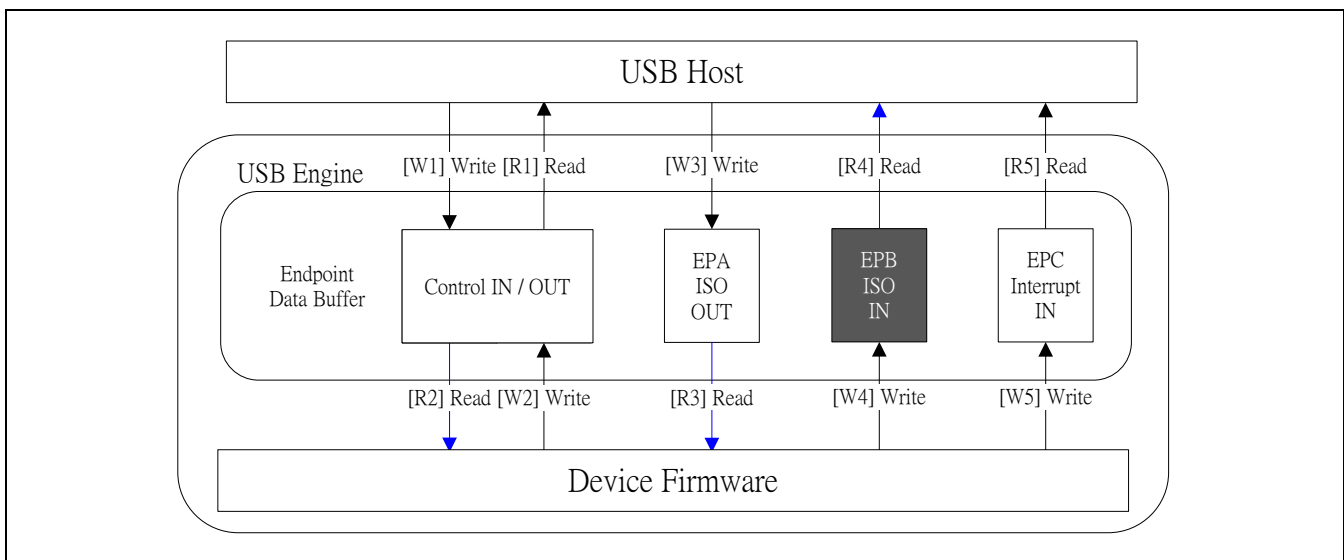 USB Host
USB Engine
[W1] Write [R1] Read
[W3] Write
[R4] Read
[R5] Read
Endpoint
Data Buffer
Control IN / OUT
EPA
ISO
OUT
EPB
ISO
IN
EPC
Interrupt
IN
[R2] Read [W2] Write
[R3] Read
[W4] Write
[W5] Write
Device Firmware